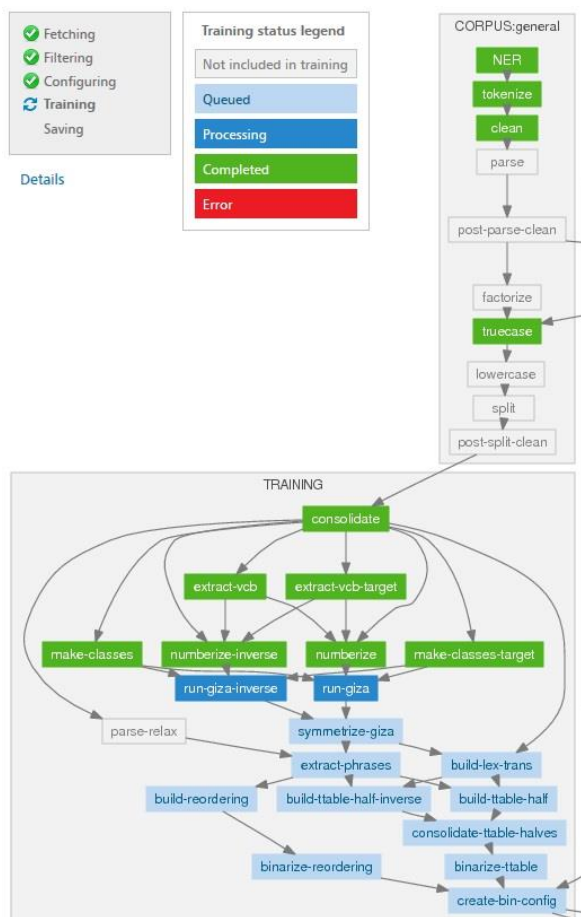 Fetching
Filtering
Configuring
Training
Saving
Details
Training status legend
Not included in training
Queued
Processing
Completed
Error
CORPUS:general
NER
tokenize
clean
parse
post-parse-clean
factorize
truecase
lowercase
split
post-split-clean
TRAINING
consolidate
extract-vcb extract-vcb-target
make-classes numberize-inverse numberize make-classes-target
run-giza-inverse run-giza
parse-relax symmetrize-giza
extract-phrases build-lex-trans
build-reordering build-ttable-half-inverse build-ttable-half
consolidate-ttable-halves
binarize-reordering binarize-ttable
create-bin-config